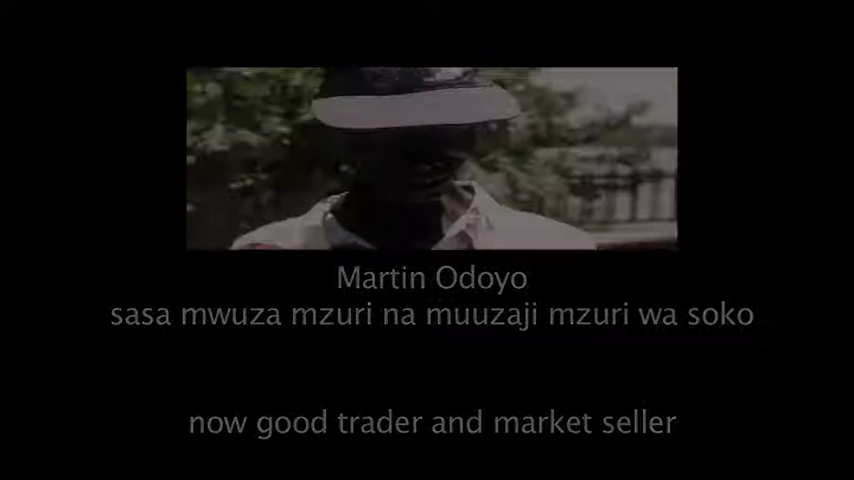 Martin Odoyo
sasa mwuza mzuri na muuzaji mzuri wa soko
now good trader and market seller